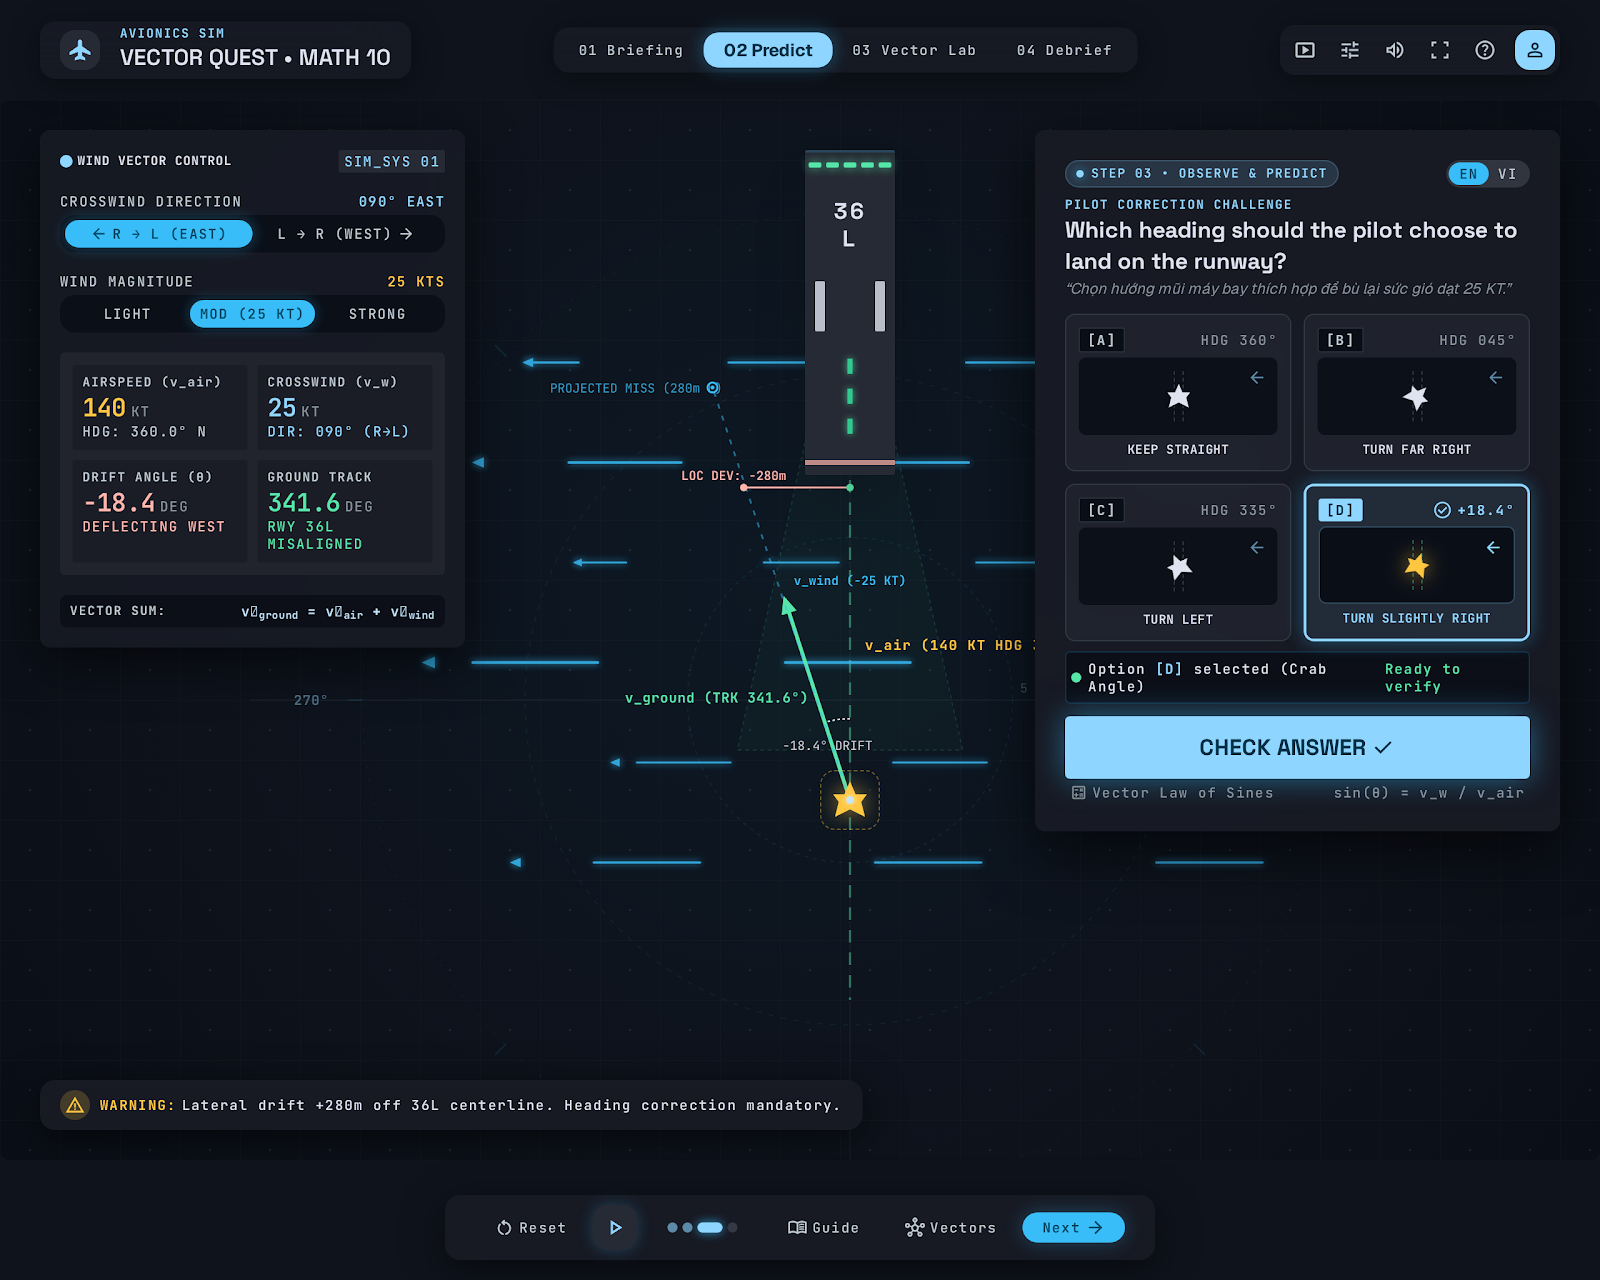 AVIONICS SIM
VECTOR QUEST • MATH 10
01 Briefing
02 Predict
03 Vector Lab
04 Debrief
WIND VECTOR CONTROL
SIM_SYS 01
CROSSWIND DIRECTION
090° EAST
← R → L (EAST)
L → R (WEST) →
WIND MAGNITUDE
25 KTS
LIGHT
MOD (25 KT)
STRONG
AIRSPEED (v_air)
140 KT
HDG: 360.0° N
CROSSWIND (v_w)
25 KT
DIR: 090° (R→L)
DRIFT ANGLE (θ)
-18.4 DEG
DEFLECTING WEST
GROUND TRACK
341.6 DEG
RWY 36L
MISALIGNED
VECTOR SUM:
v⃗ground = v⃗air + v⃗wind
36
L
PROJECTED MISS (280m
LOC DEV: -280m
v_wind (-25 KT)
v_air (140 KT HDG 3
v_ground (TRK 341.6°)
-18.4° DRIFT
270°
5
STEP 03 • OBSERVE & PREDICT
EN
VI
PILOT CORRECTION CHALLENGE
Which heading should the pilot choose to
land on the runway?
“Chọn hướng mũi máy bay thích hợp để bù lại sức gió dạt 25 KT.”
[A]
HDG 360°
KEEP STRAIGHT
[B]
HDG 045°
TURN FAR RIGHT
[C]
HDG 335°
TURN LEFT
[D]
+18.4°
TURN SLIGHTLY RIGHT
Option [D] selected (Crab
Angle)
Ready to
verify
CHECK ANSWER ✓
Vector Law of Sines
sin(θ) = v_w / v_air
WARNING: Lateral drift +280m off 36L centerline. Heading correction mandatory.
Reset
Guide
Vectors
Next →